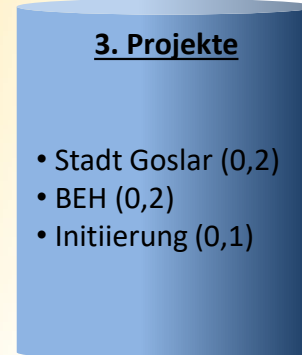 3. Projekte
• Stadt Goslar (0,2)
• BEH (0,2)
• Initiierung (0,1)